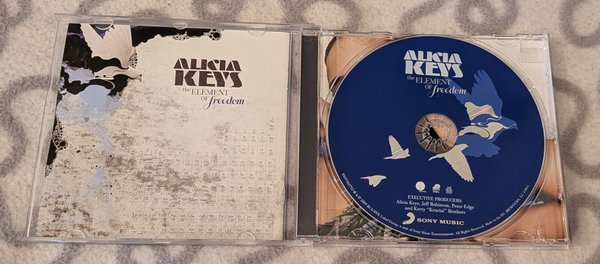 ALICIA
KEYS
the ELEMENT
OF freedom
ALICIA
KEYS
the ELEMENT
OF freedom
EXECUTIVE PRODUCERS:
Alicia Keys, Jeff Robinson, Peter Edge
and Kerry "Krucial" Brothers
SONY MUSIC